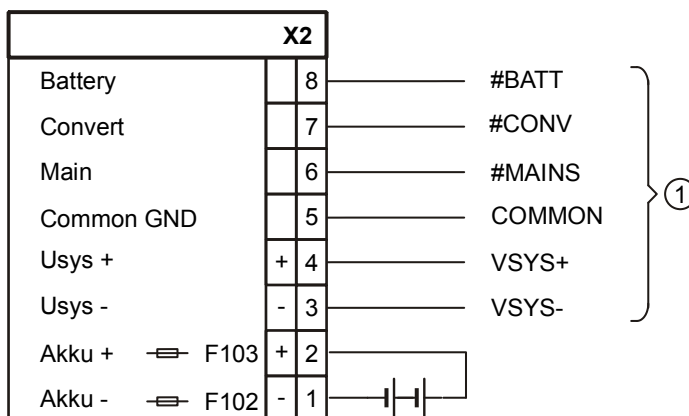 X2
Battery 8 #BATT
Convert 7 #CONV
Main 6 #MAINS
Common GND 5 COMMON
Usys + + 4 VSYS+
Usys - - 3 VSYS-
Akku + F103 + 2
Akku - F102 - 1
1